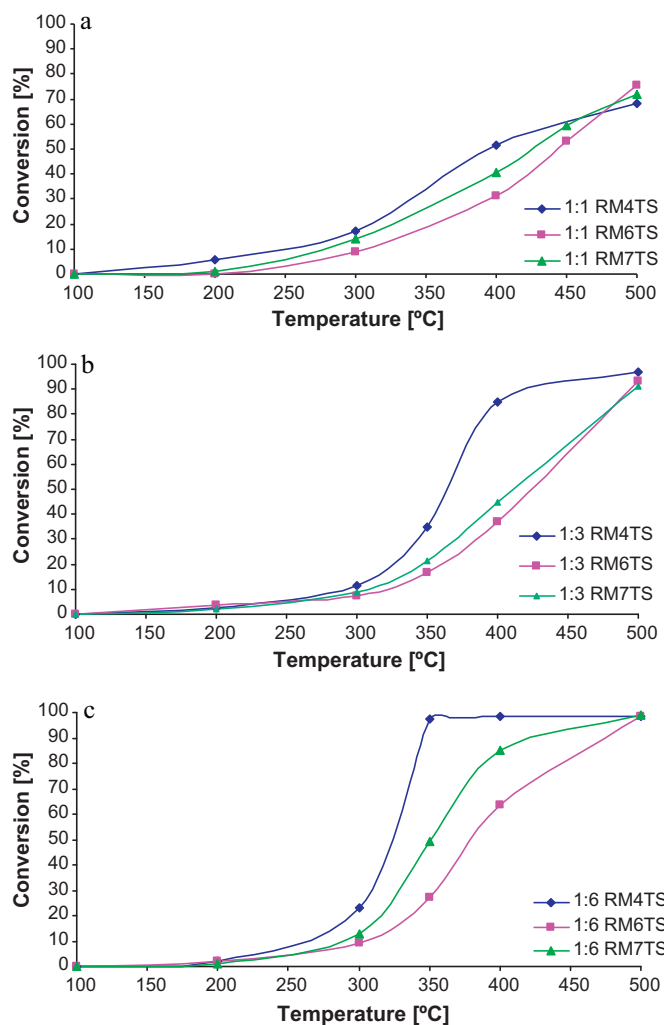 a
Conversion [%]
100
90
80
70
60
50
40
30
20
10
0
100 150 200 250 300 350 400 450 500
Temperature [ºC]
1:1 RM4TS
1:1 RM6TS
1:1 RM7TS
b
Conversion [%]
100
90
80
70
60
50
40
30
20
10
0
100 150 200 250 300 350 400 450 500
Temperature [ºC]
1:3 RM4TS
1:3 RM6TS
1:3 RM7TS
c
Conversion [%]
100
90
80
70
60
50
40
30
20
10
0
100 150 200 250 300 350 400 450 500
Temperature [ºC]
1:6 RM4TS
1:6 RM6TS
1:6 RM7TS